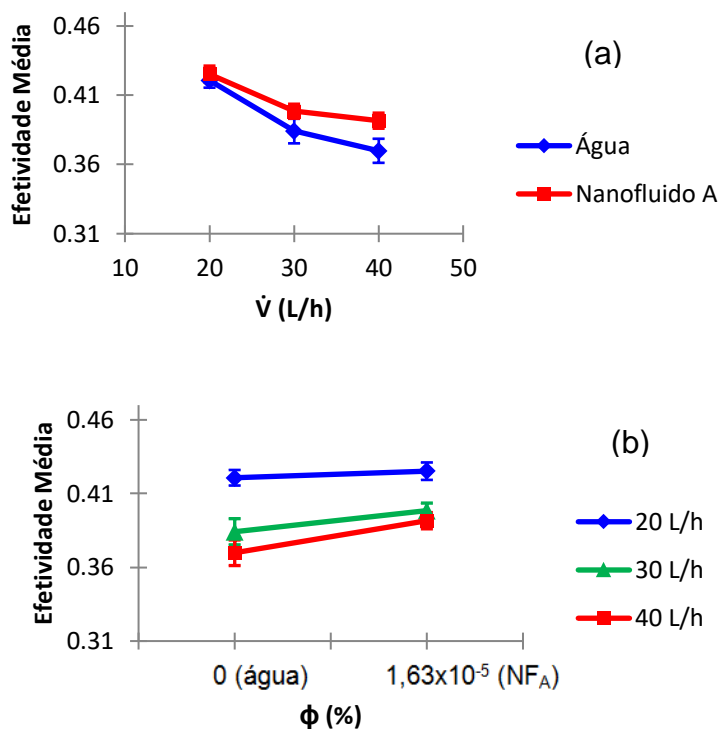 0.46
0.41
0.36
0.31
Efetividade Média
10 20 30 40 50
V̇ (L/h)
(a)
Água
Nanofluido A
0.46
0.41
0.36
0.31
Efetividade Média
0 (água) 1,63x10⁻⁵ (NF_A)
ϕ (%)
(b)
20 L/h
30 L/h
40 L/h